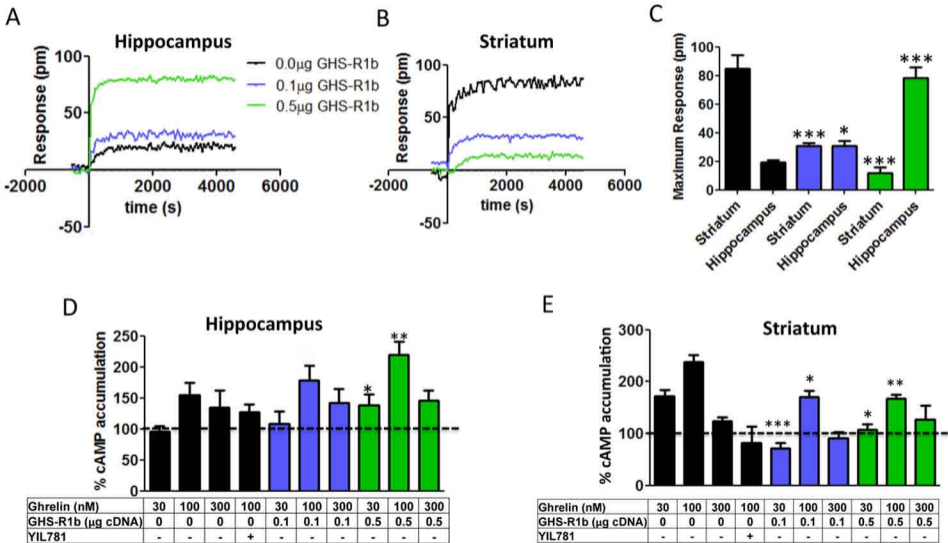 A
Hippocampus
Response (pm)
100
50
-50
-2000
2000
4000
6000
time (s)
0.0µg GHS-R1b
0.1µg GHS-R1b
0.5µg GHS-R1b
B
Striatum
Response (pm)
100
50
-50
-2000
2000
4000
6000
time (s)
C
Maximum Response (pm)
100
80
60
40
20
0
***
*
***
***
Striatum
Hippocampus
Striatum
Hippocampus
Striatum
Hippocampus
D
Hippocampus
% cAMP accumulation
250
200
150
100
50
0
*
**
Ghrelin (nM) 30 100 300 100 30 100 300 30 100 300
GHS-R1b (µg cDNA) 0 0 0 0 0.1 0.1 0.1 0.5 0.5 0.5
YIL781 - - - + - - - - - -
E
Striatum
% cAMP accumulation
300
200
100
0
***
*
*
**
Ghrelin (nM) 30 100 300 100 30 100 300 30 100 300
GHS-R1b (µg cDNA) 0 0 0 0 0.1 0.1 0.1 0.5 0.5 0.5
YIL781 - - - + - - - - - -